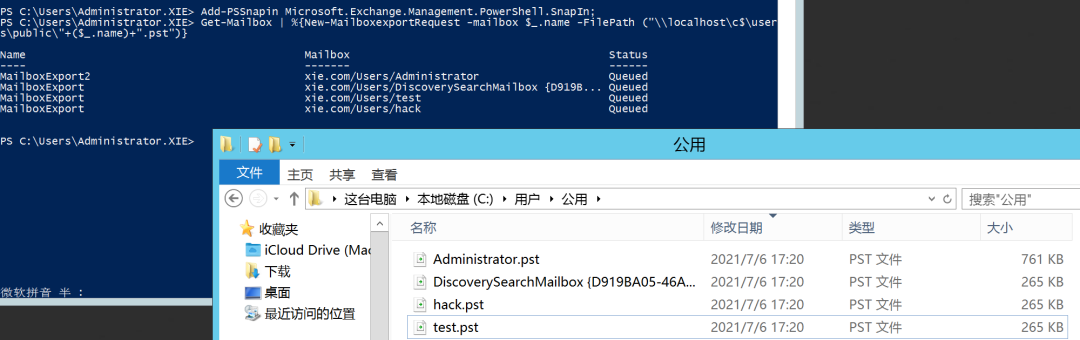 PS C:\Users\Administrator.XIE> Add-PSSnapin Microsoft.Exchange.Management.PowerShell.SnapIn;
PS C:\Users\Administrator.XIE> Get-Mailbox | %{New-MailboxexportRequest -mailbox $_.name -FilePath ("\\localhost\c$\user
s\public\"+($_.name)+".pst")}
Name Mailbox Status
---- ------- ------
MailboxExport2 xie.com/Users/Administrator Queued
MailboxExport xie.com/Users/DiscoverySearchMailbox {D919B... Queued
MailboxExport xie.com/Users/test Queued
MailboxExport xie.com/Users/hack Queued
PS C:\Users\Administrator.XIE>
微软拼音 半 :
公用
文件 主页 共享 查看
这台电脑 本地磁盘 (C:) 用户 公用 搜索"公用"
收藏夹
iCloud Drive (Mac
下载
桌面
最近访问的位置
名称 修改日期 类型 大小
Administrator.pst 2021/7/6 17:20 PST 文件 761 KB
DiscoverySearchMailbox {D919BA05-46A... 2021/7/6 17:20 PST 文件 265 KB
hack.pst 2021/7/6 17:20 PST 文件 265 KB
test.pst 2021/7/6 17:20 PST 文件 265 KB